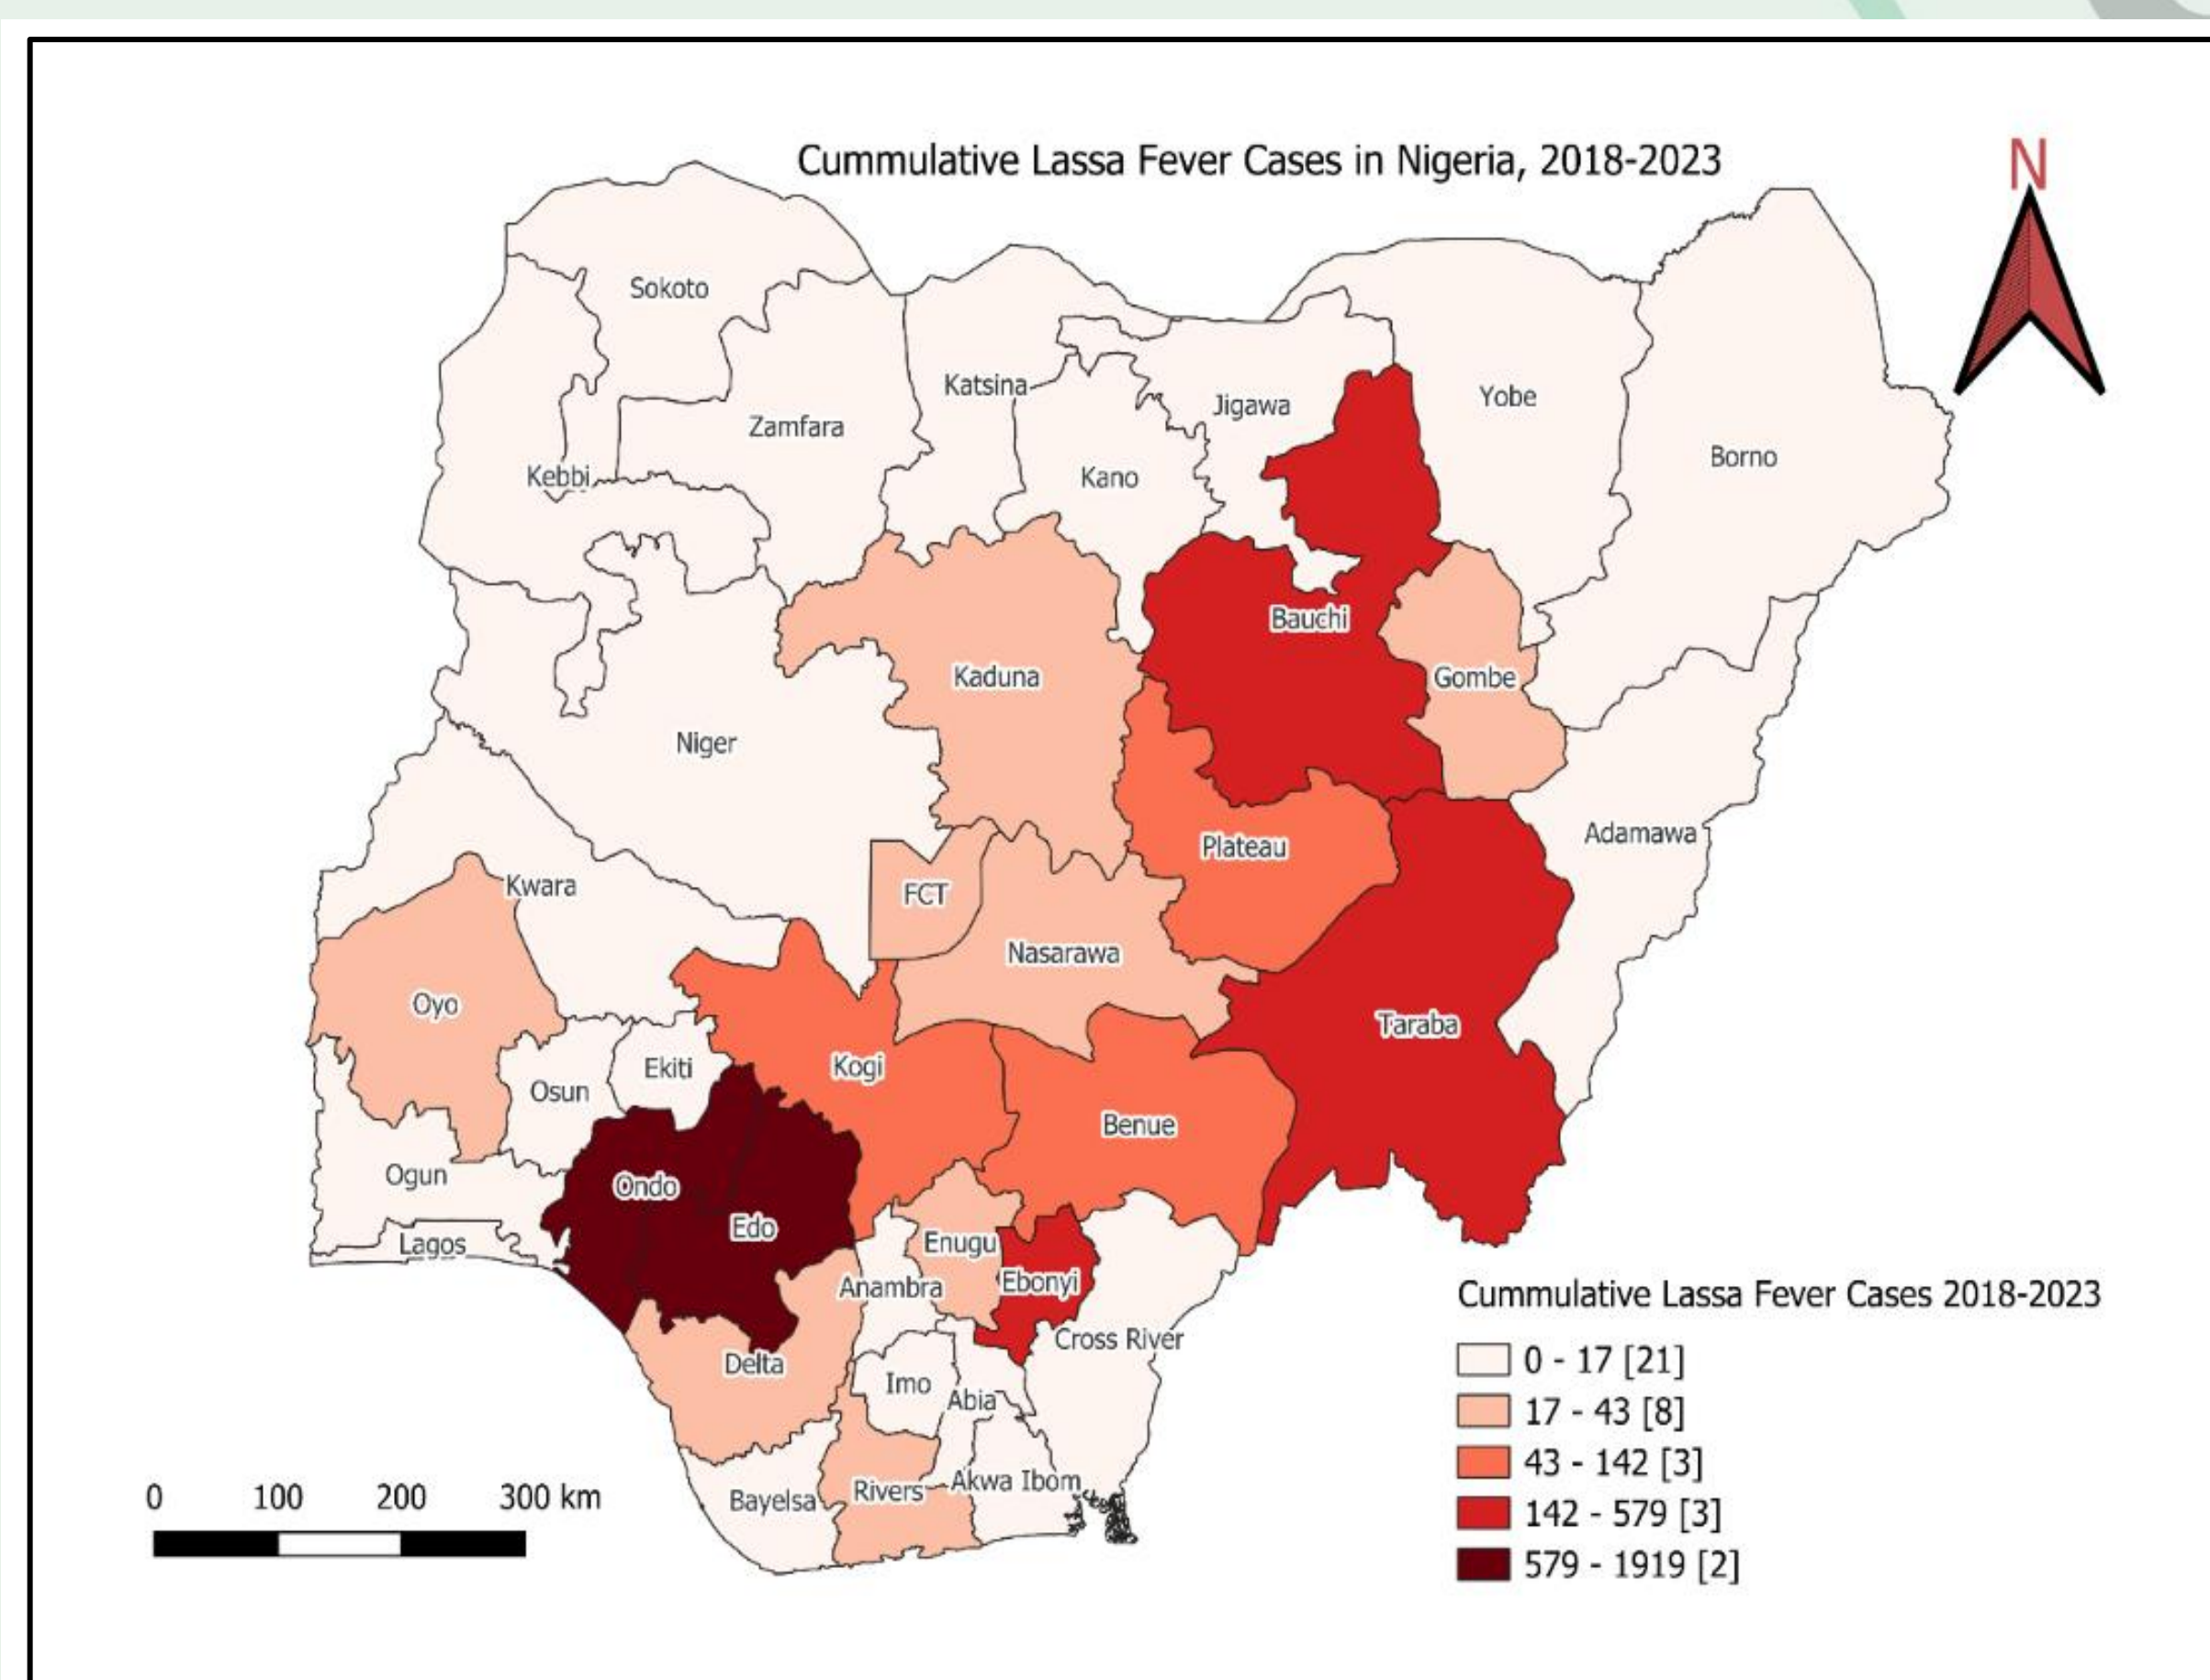 Cummulative Lassa Fever Cases in Nigeria, 2018-2023
N
Sokoto
Katsina
Jigawa
Yobe
Zamfara
Borno
Kebbi
Kano
Bauchi
Kaduna
Gombe
Niger
Adamawa
Plateau
Kwara
FCT
Nasarawa
Oyo
Taraba
Ekiti
Kogi
Osun
Benue
Ogun
Ondo
Edo
Lagos
Enugu
Anambra
Ebonyi
Cross River
Delta
Imo
Abia
Akwa Ibom
Rivers
Bayelsa
Cummulative Lassa Fever Cases 2018-2023
0 - 17 [21]
17 - 43 [8]
43 - 142 [3]
142 - 579 [3]
579 - 1919 [2]
0 100 200 300 km